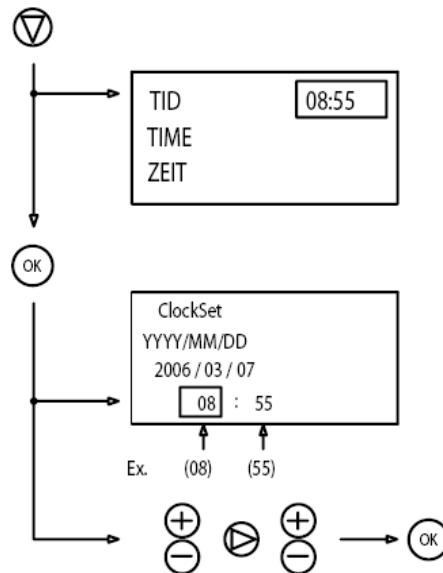 TID 08:55
TIME
ZEIT
OK
ClockSet
YYYY/MM/DD
2006 / 03 / 07
08 : 55
Ex. (08) (55)
+ +
− − OK